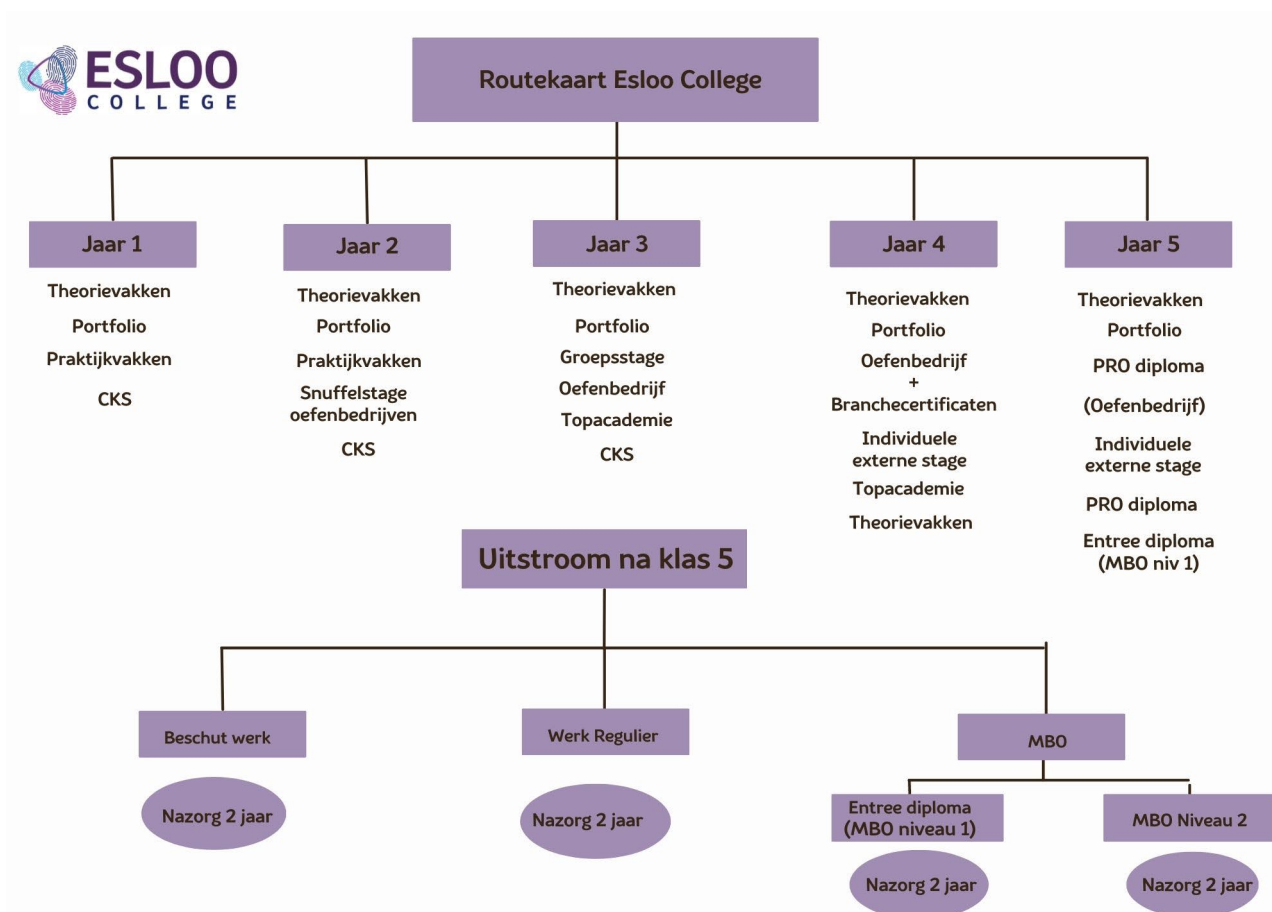 ESLOO
COLLEGE
Routekaart Esloo College
Jaar 1
Theorievakken
Portfolio
Praktijkvakken
CKS
Jaar 2
Theorievakken
Portfolio
Praktijkvakken
Snuffelstage
oefenbedrijven
CKS
Jaar 3
Theorievakken
Portfolio
Groepsstage
Oefenbedrijf
Topacademie
CKS
Jaar 4
Theorievakken
Portfolio
Oefenbedrijf
+
Branchecertificaten
Individuele
externe stage
Topacademie
Theorievakken
Jaar 5
Theorievakken
Portfolio
PRO diploma
(Oefenbedrijf)
Individuele
externe stage
PRO diploma
Entree diploma
(MBO niv 1)
Uitstroom na klas 5
Beschut werk
Nazorg 2 jaar
Werk Regulier
Nazorg 2 jaar
MBO
Entree diploma
(MBO niveau 1)
Nazorg 2 jaar
MBO Niveau 2
Nazorg 2 jaar